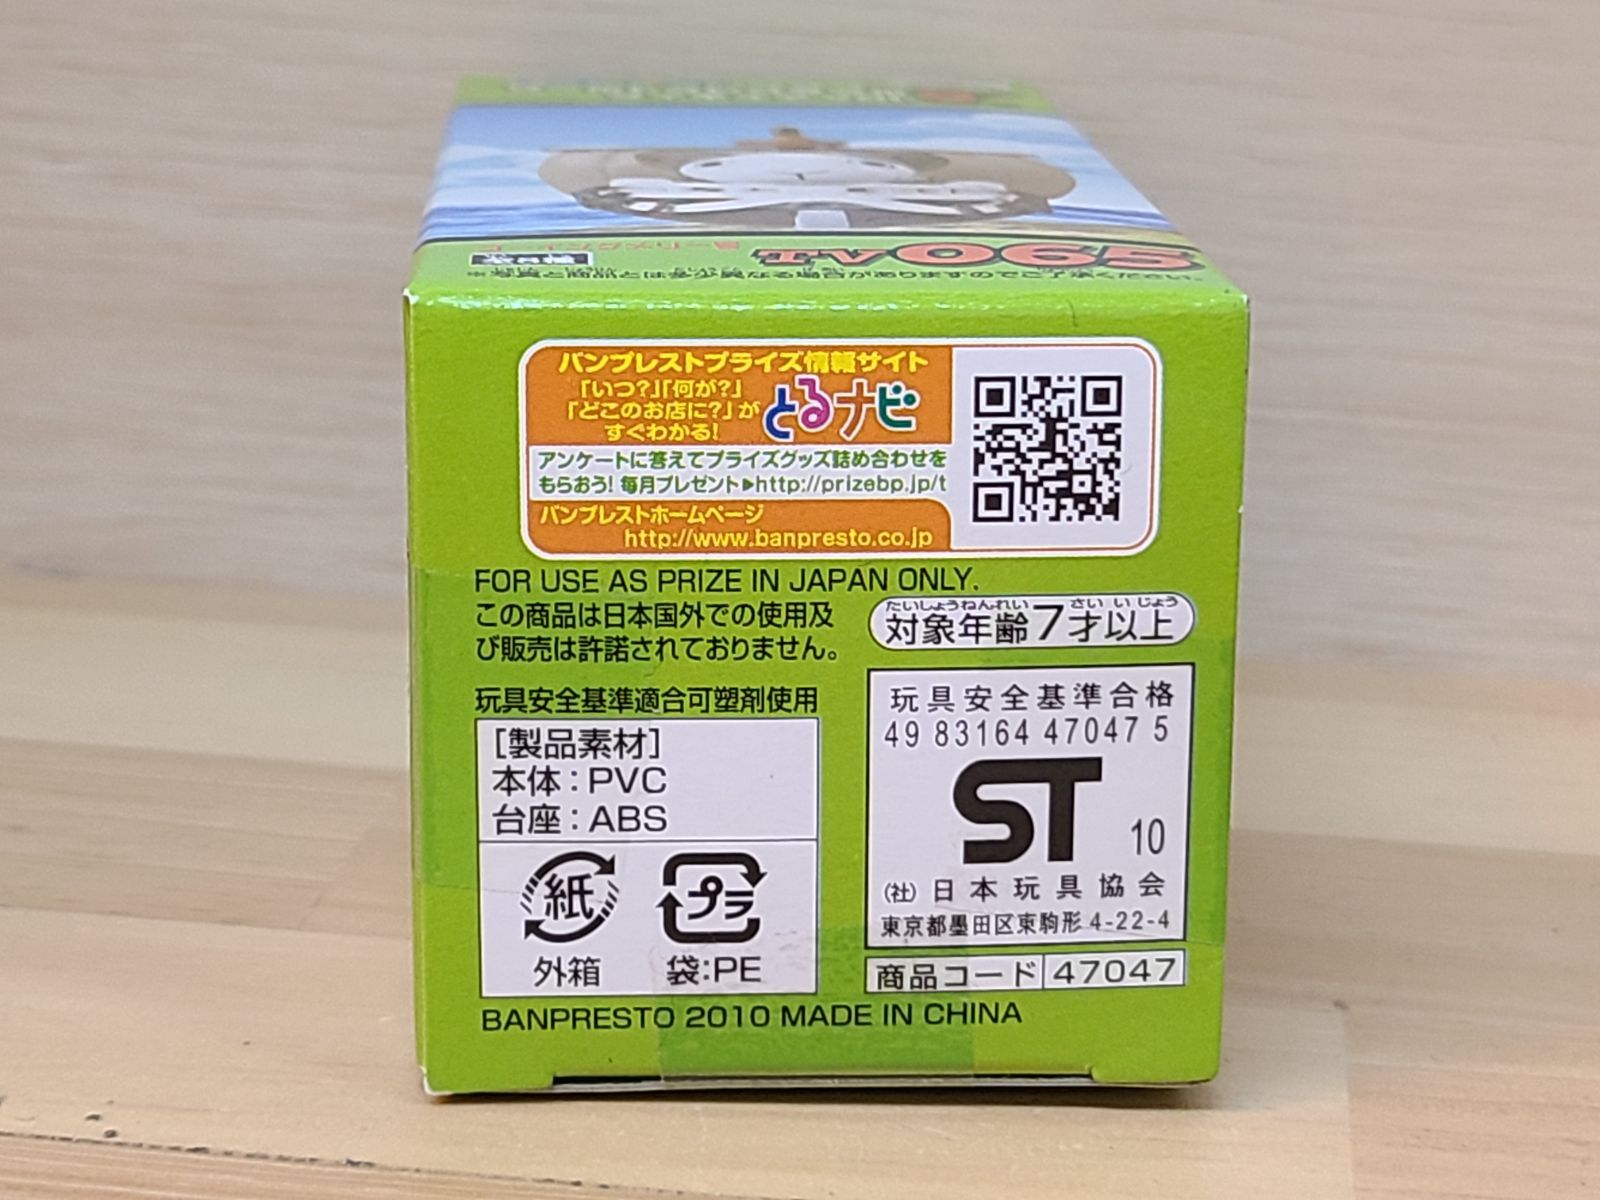 バンプレストプライズ情報サイト
「いつ?」「何が?」
「どこのお店に?」が
すぐわかる!
とるナビ
アンケートに答えてプライズグッズ詰め合わせを
もらおう! 毎月プレゼント▶http://prizebp.jp/t
バンプレストホームページ
http://www.banpresto.co.jp
FOR USE AS PRIZE IN JAPAN ONLY.
この商品は日本国外での使用及
び販売は許諾されておりません。
たいしょうねんれい さい いじょう
対象年齢7才以上
玩具安全基準適合可塑剤使用
[製品素材]
本体:PVC
台座:ABS
紙
外箱
プラ
袋:PE
玩具安全基準合格
49 83164 47047 5
ST
10
(社)日本玩具協会
東京都墨田区東駒形 4-22-4
商品コード 47047
BANPRESTO 2010 MADE IN CHINA